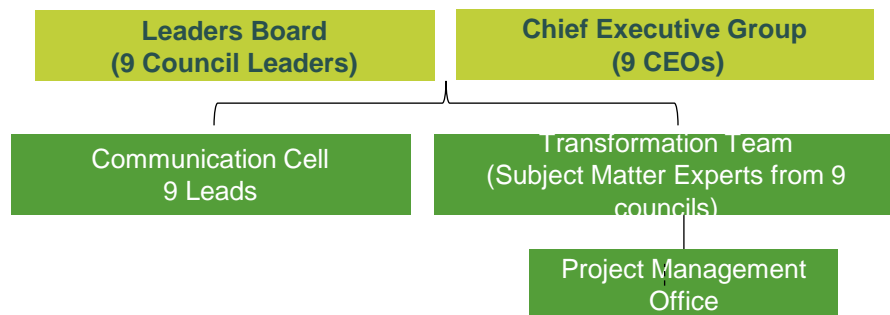 Leaders Board
(9 Council Leaders)
Chief Executive Group
(9 CEOs)
Communication Cell
9 Leads
Transformation Team
(Subject Matter Experts from 9
councils)
Project Management
Office